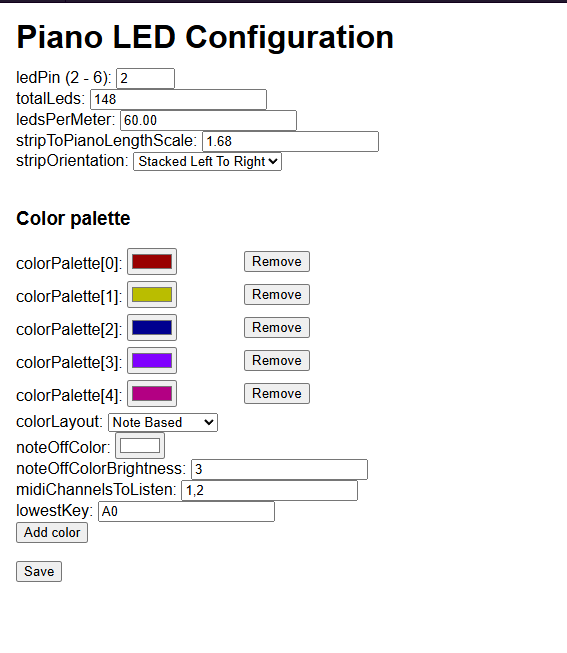 Piano LED Configuration
ledPin (2 - 6): 2
totalLeds: 148
ledsPerMeter: 60.00
stripToPianoLengthScale: 1.68
stripOrientation: Stacked Left To Right
Color palette
colorPalette[0]: Remove
colorPalette[1]: Remove
colorPalette[2]: Remove
colorPalette[3]: Remove
colorPalette[4]: Remove
colorLayout: Note Based
noteOffColor:
noteOffColorBrightness: 3
midiChannelsToListen: 1,2
lowestKey: A0
Add color
Save